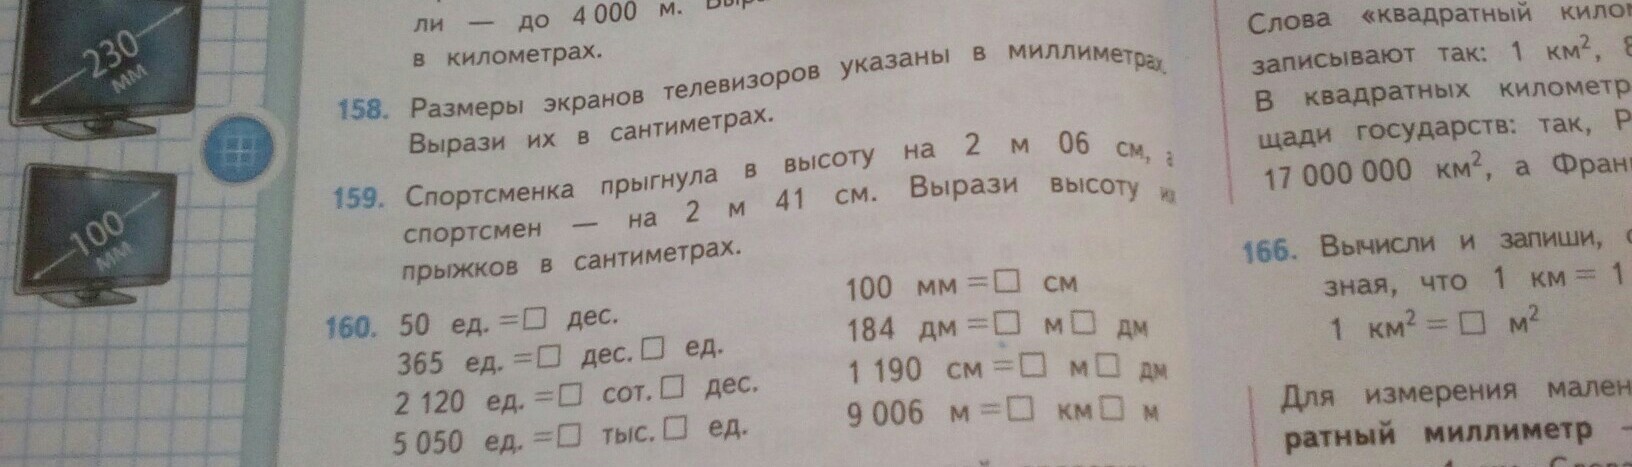 230
ММ
100
ММ
ли — до 4 000 м.
в километрах.
158. Размеры экранов телевизоров указаны в миллиметрах.
Вырази их в сантиметрах.
159. Спортсменка прыгнула в высоту на 2 м 06 см, а
спортсмен — на 2 м 41 см. Вырази высоту их
прыжков в сантиметрах.
160. 50 ед. =□ дес.
365 ед. =□ дес. □ ед.
2 120 ед. =□ сот. □ дес.
5 050 ед. =□ тыс. □ ед.
100 мм =□ см
184 дм =□ м□ дм
1 190 см =□ м□ дм
9 006 м =□ км□ м
Слова «квадратный
записывают так: 1 км²,
В квадратных
щади государств: так,
17 000 000 км², а
166. Вычисли и запиши,
зная, что 1 км = 1
1 км² = □ м²
Для измерения
ратный миллиметр –